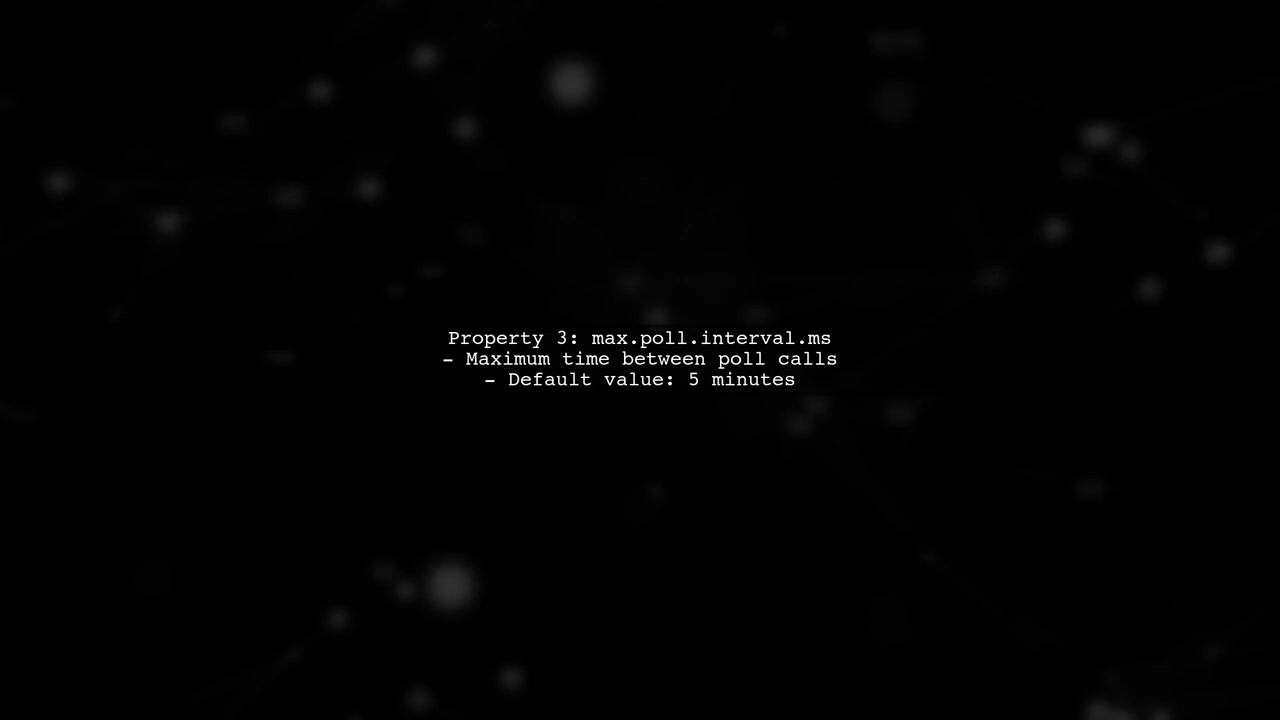 Property 3: max.poll.interval.ms
- Maximum time between poll calls
- Default value: 5 minutes